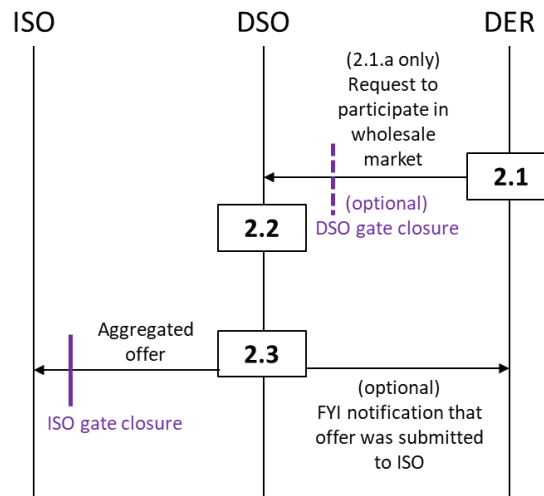 ISO
DSO
DER
(2.1.a only)
Request to
participate in
wholesale
market
2.1
(optional)
DSO gate closure
2.2
Aggregated
offer
2.3
ISO gate closure
(optional)
FYI notification that
offer was submitted
to ISO